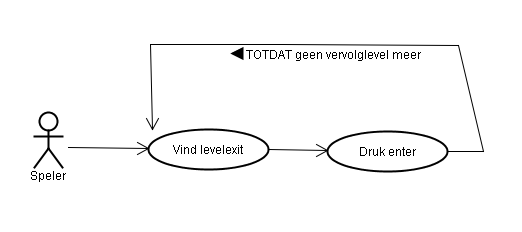 TOTDAT geen vervolglevel meer
Vind levelexit
Druk enter
Speler